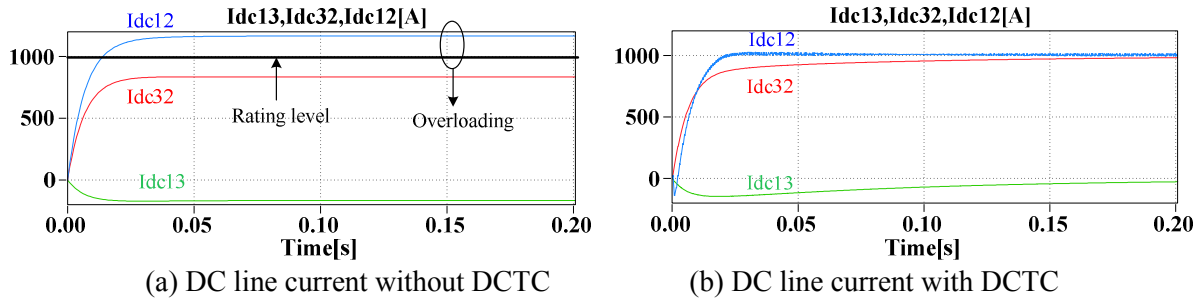 Idc13,Idc32,Idc12[A]
Idc12
1000
Idc32
Rating level
Overloading
500
Idc13
0
0.00 0.05 0.10 0.15 0.20
Time[s]
(a) DC line current without DCTC
Idc13,Idc32,Idc12[A]
Idc12
1000
Idc32
500
Idc13
0
0.00 0.05 0.10 0.15 0.20
Time[s]
(b) DC line current with DCTC